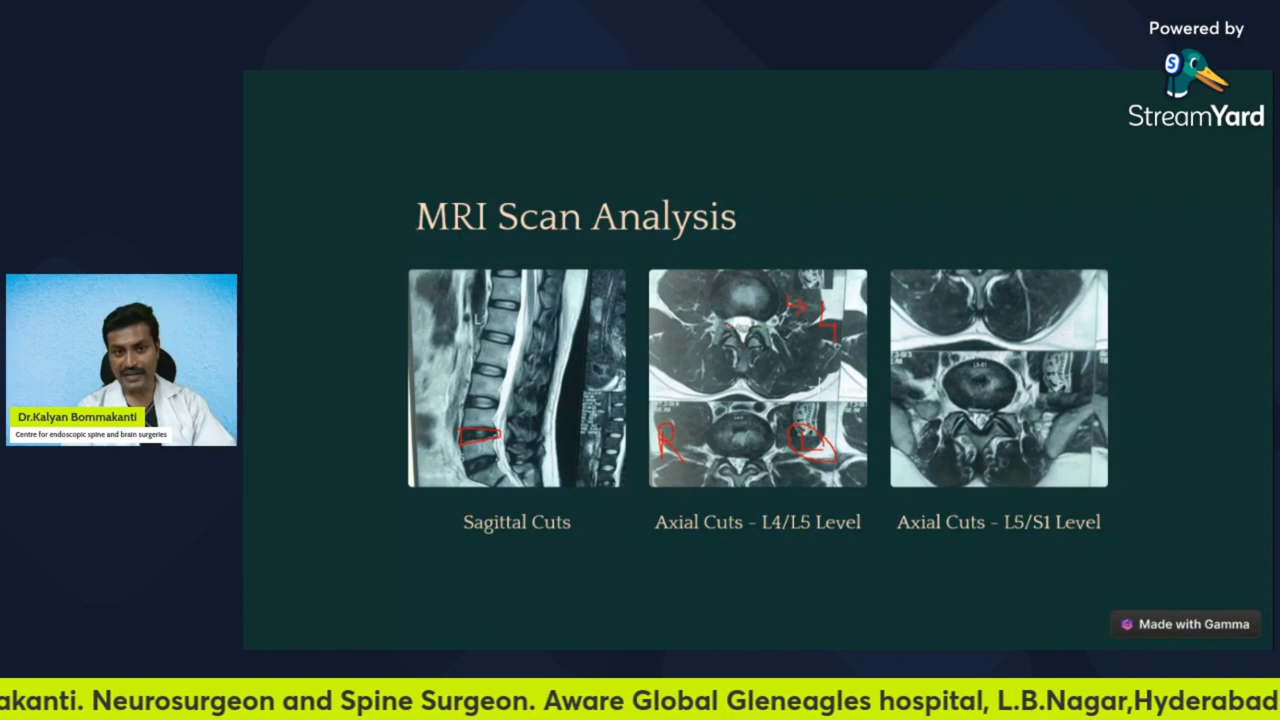 Powered by
StreamYard
MRI Scan Analysis
R
L
Sagittal Cuts
Axial Cuts - L4/L5 Level
Axial Cuts - L5/S1 Level
Dr.Kalyan Bommakanti
Centre for endoscopic spine and brain surgeries
Made with Gamma
akanti. Neurosurgeon and Spine Surgeon. Aware Global Gleneagles hospital, L.B.Nagar,Hyderabad